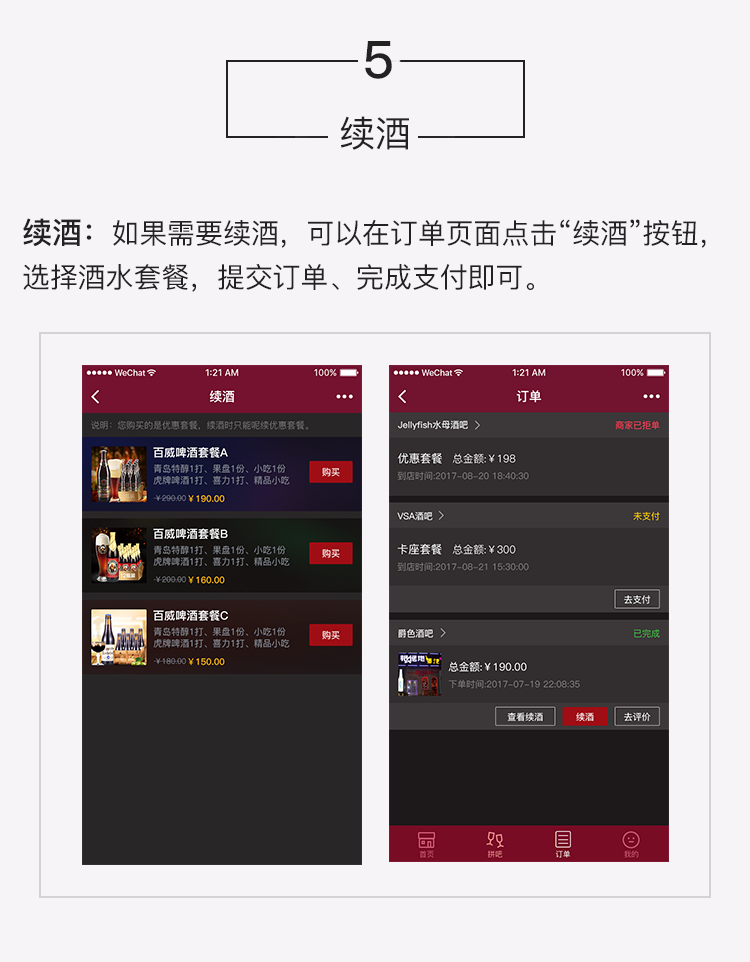 5
续酒
续酒：如果需要续酒，可以在订单页面点击“续酒”按钮，
选择酒水套餐，提交订单、完成支付即可。
WeChat 1:21 AM 100%
续酒
说明：您购买的是优惠套餐，续酒时只能呢续优惠套餐。
百威啤酒套餐A
青岛特醇1打、果盘1份、小吃1份
虎牌啤酒1打、喜力1打、精品小吃
￥290.00 ￥190.00
购买
百威啤酒套餐B
青岛特醇1打、果盘1份、小吃1份
虎牌啤酒1打、喜力1打、精品小吃
￥200.00 ￥160.00
购买
百威啤酒套餐C
青岛特醇1打、果盘1份、小吃1份
虎牌啤酒1打、喜力1打、精品小吃
￥180.00 ￥150.00
购买
WeChat 1:21 AM 100%
订单
Jellyfish水母酒吧 商家已拒单
优惠套餐 总金额:￥198
到店时间:2017-08-20 18:40:30
VSA酒吧 未支付
卡座套餐 总金额:￥300
到店时间:2017-08-21 15:30:00
去支付
爵色酒吧 已完成
总金额:￥190.00
下单时间:2017-07-19 22:08:35
查看续酒 续酒 去评价
首页 拼吧 订单 我的